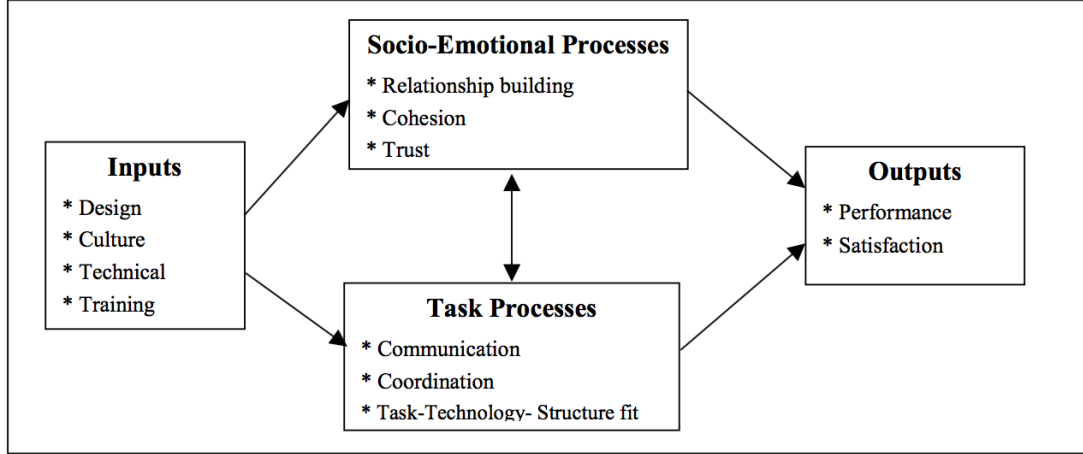 Socio-Emotional Processes
* Relationship building
* Cohesion
* Trust
Inputs
* Design
* Culture
* Technical
* Training
Outputs
* Performance
* Satisfaction
Task Processes
* Communication
* Coordination
* Task-Technology- Structure fit